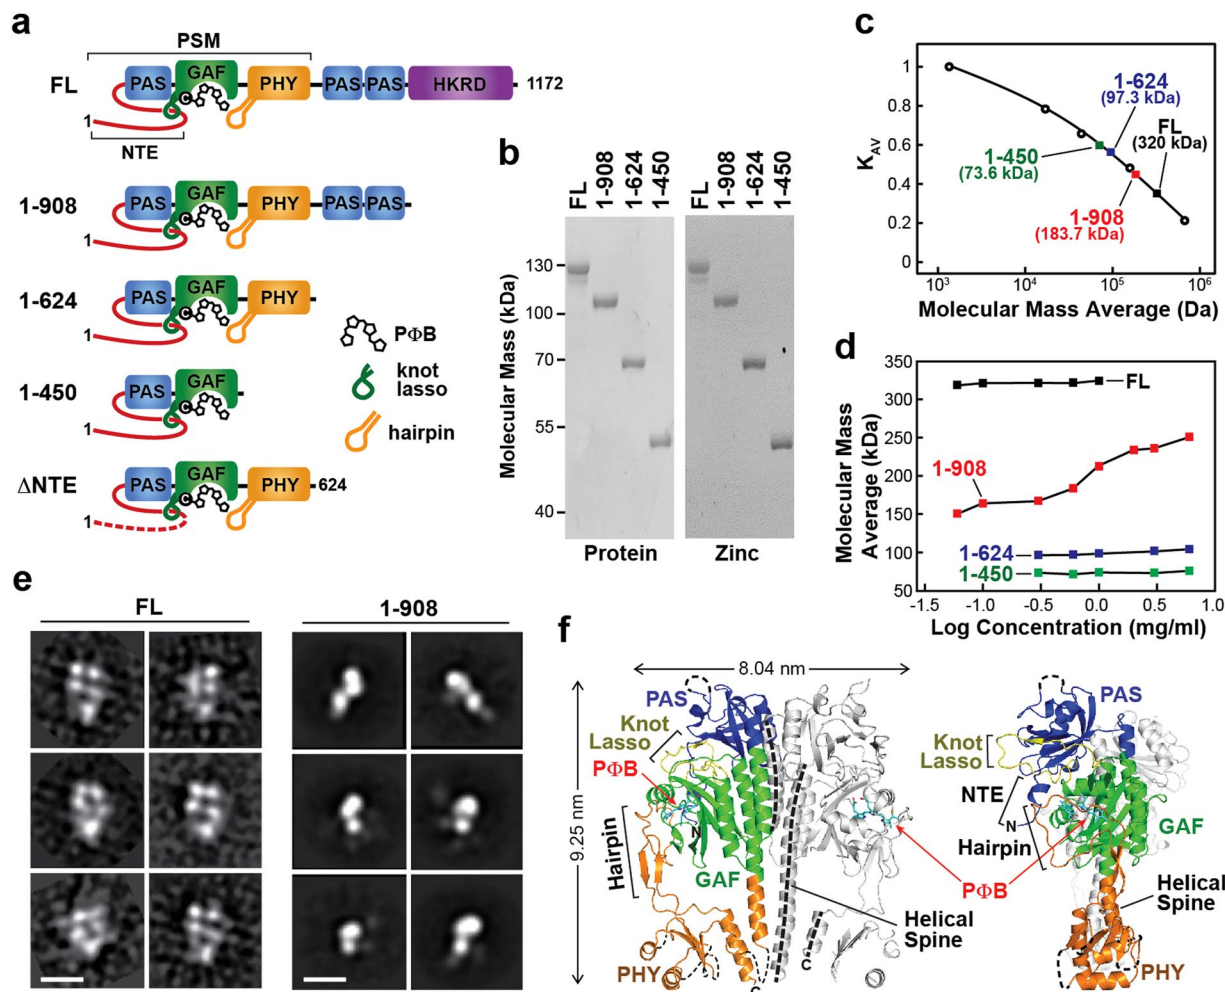 a
PSM
FL
PAS
GAF
C
PHY
PAS
PAS
HKRD
1172
1
NTE
1-908
PAS
GAF
C
PHY
PAS
PAS
1
1-624
PAS
GAF
C
PHY
1
1-450
PAS
GAF
C
1
ΔNTE
PAS
GAF
C
PHY
624
1
PΦB
knot
lasso
hairpin
b
FL
1-908
1-624
1-450
FL
1-908
1-624
1-450
Molecular Mass (kDa)
130
100
70
55
40
Protein
Zinc
c
K_AV
1
0.8
0.6
0.4
0.2
0
1-624
(97.3 kDa)
FL
(320 kDa)
1-450
(73.6 kDa)
1-908
(183.7 kDa)
10³
10⁴
10⁵
10⁶
Molecular Mass Average (Da)
d
Molecular Mass
Average (kDa)
350
300
250
200
150
100
50
FL
1-908
1-624
1-450
-1.5
-1.0
-0.5
0.0
0.5
1.0
Log Concentration (mg/ml)
e
FL
1-908
f
8.04 nm
9.25 nm
PAS
Knot
Lasso
PΦB
Hairpin
N
GAF
PHY
C
C
Helical
Spine
PAS
Knot
Lasso
NTE
N
Hairpin
GAF
PΦB
Helical
Spine
PHY